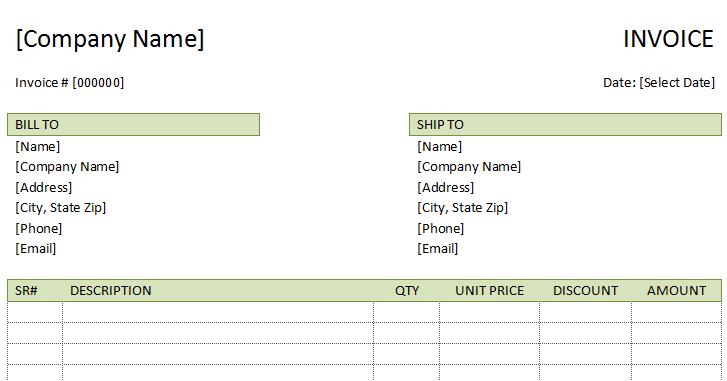 [Company Name] INVOICE
Invoice # [000000] Date: [Select Date]
BILL TO SHIP TO
[Name] [Name]
[Company Name] [Company Name]
[Address] [Address]
[City, State Zip] [City, State Zip]
[Phone] [Phone]
[Email] [Email]
SR# DESCRIPTION QTY UNIT PRICE DISCOUNT AMOUNT